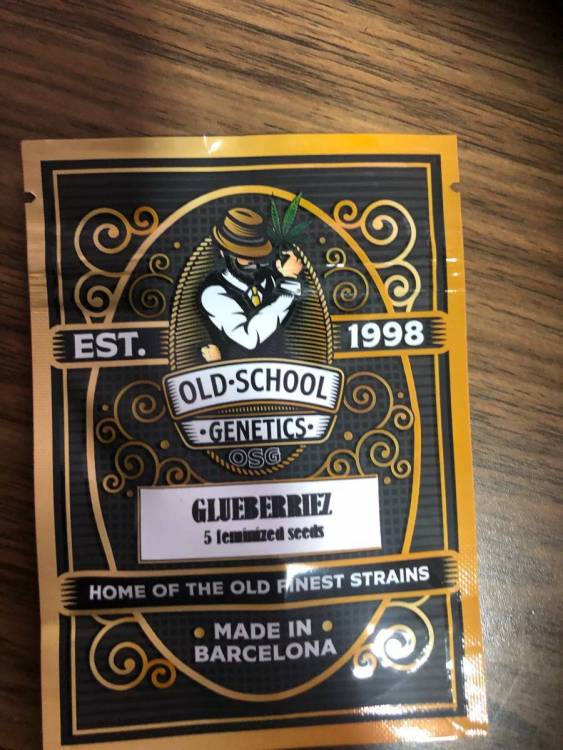 EST. 1998
OLD·SCHOOL
·GENETICS·
OSG
GLUEBERRIEZ
5 feminized seeds
HOME OF THE OLD FINEST STRAINS
• MADE IN •
BARCELONA